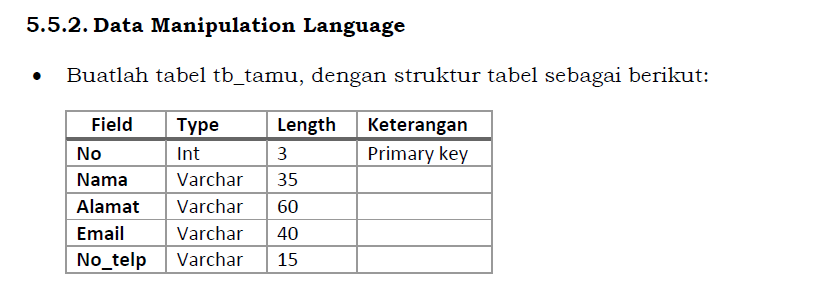 5.5.2. Data Manipulation Language
• Buatlah tabel tb_tamu, dengan struktur tabel sebagai berikut:
Field Type Length Keterangan
No Int 3 Primary key
Nama Varchar 35
Alamat Varchar 60
Email Varchar 40
No_telp Varchar 15